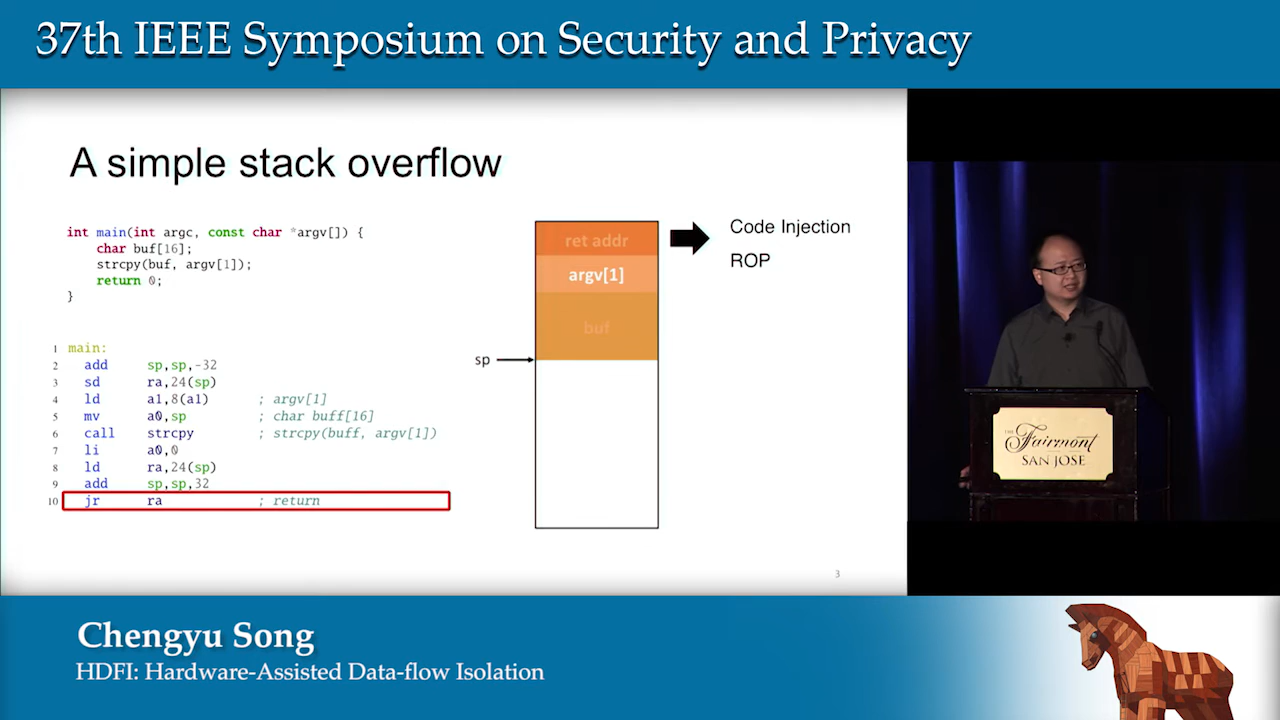 37th IEEE Symposium on Security and Privacy
A simple stack overflow
int main(int argc, const char *argv[]) {
char buf[16];
strcpy(buf, argv[1]);
return 0;
}
1 main:
2 add sp,sp,-32
3 sd ra,24(sp)
4 ld a1,8(a1) ; argv[1]
5 mv a0,sp ; char buff[16]
6 call strcpy ; strcpy(buff, argv[1])
7 li a0,0
8 ld ra,24(sp)
9 add sp,sp,32
10 jr ra ; return
ret addr
argv[1]
buf
sp
Code Injection
ROP
3
THE Fairmont
SAN JOSE
Chengyu Song
HDFI: Hardware-Assisted Data-flow Isolation